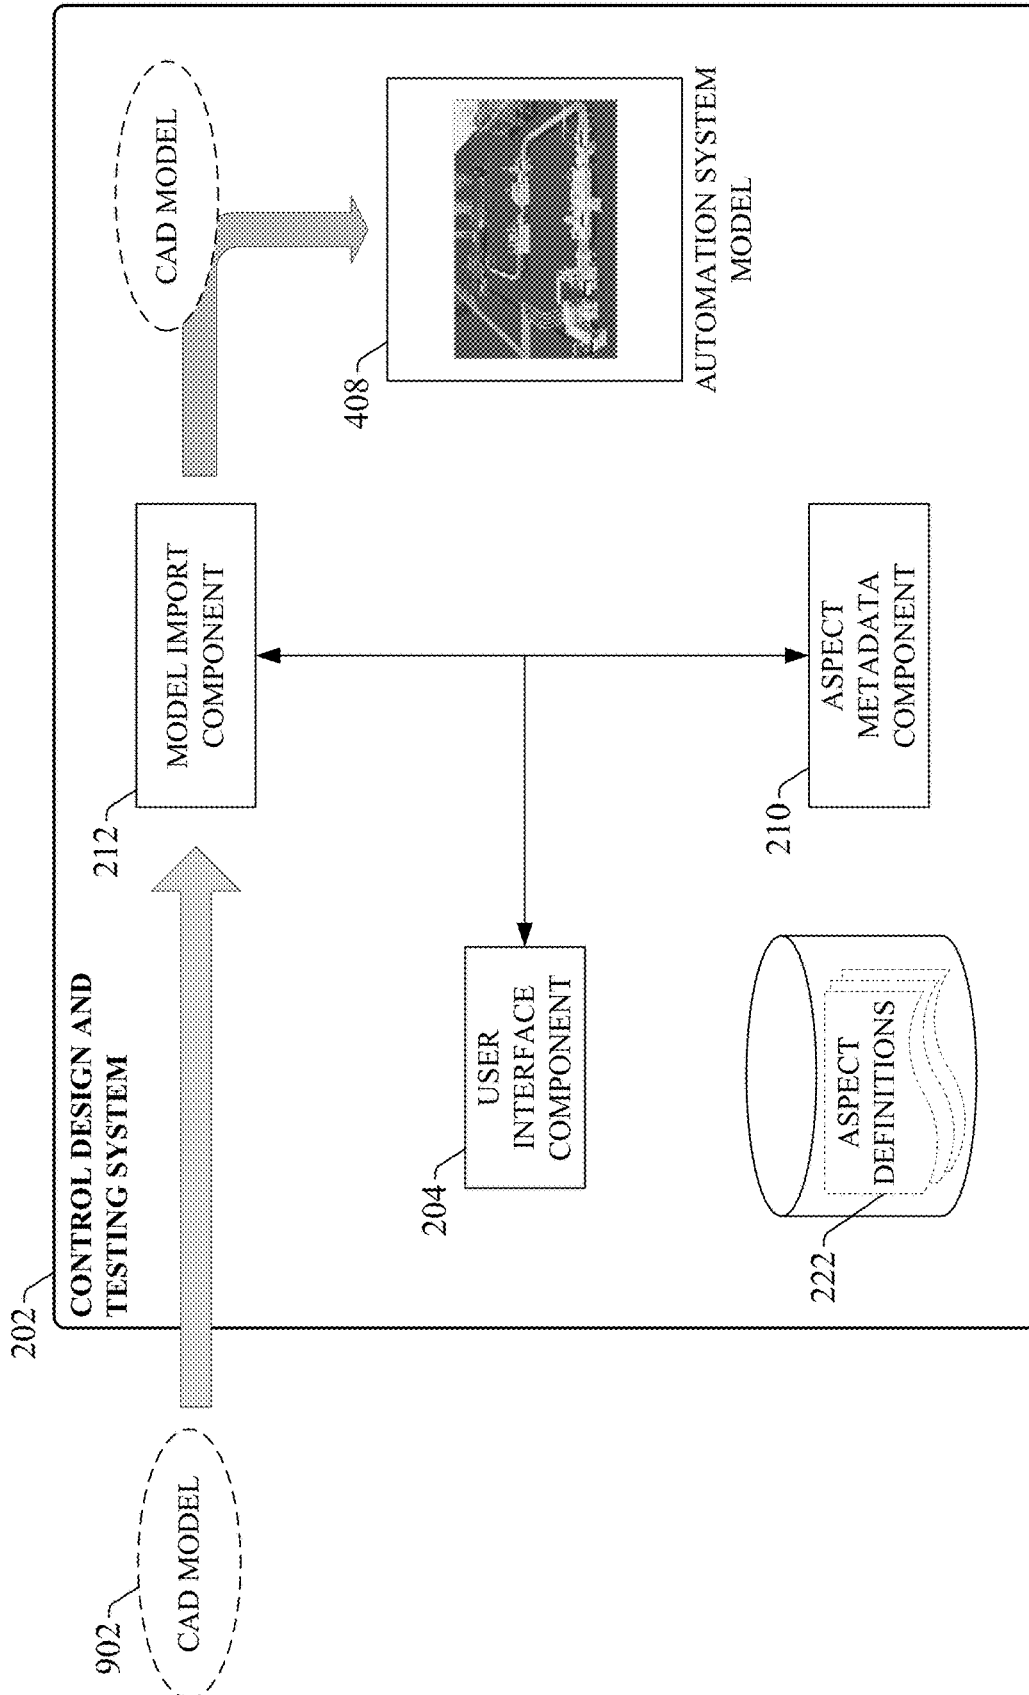 202
CONTROL DESIGN AND
TESTING SYSTEM
902
CAD MODEL
212
MODEL IMPORT
COMPONENT
CAD MODEL
204
USER
INTERFACE
COMPONENT
408
AUTOMATION SYSTEM
MODEL
222
ASPECT
DEFINITIONS
210
ASPECT
METADATA
COMPONENT